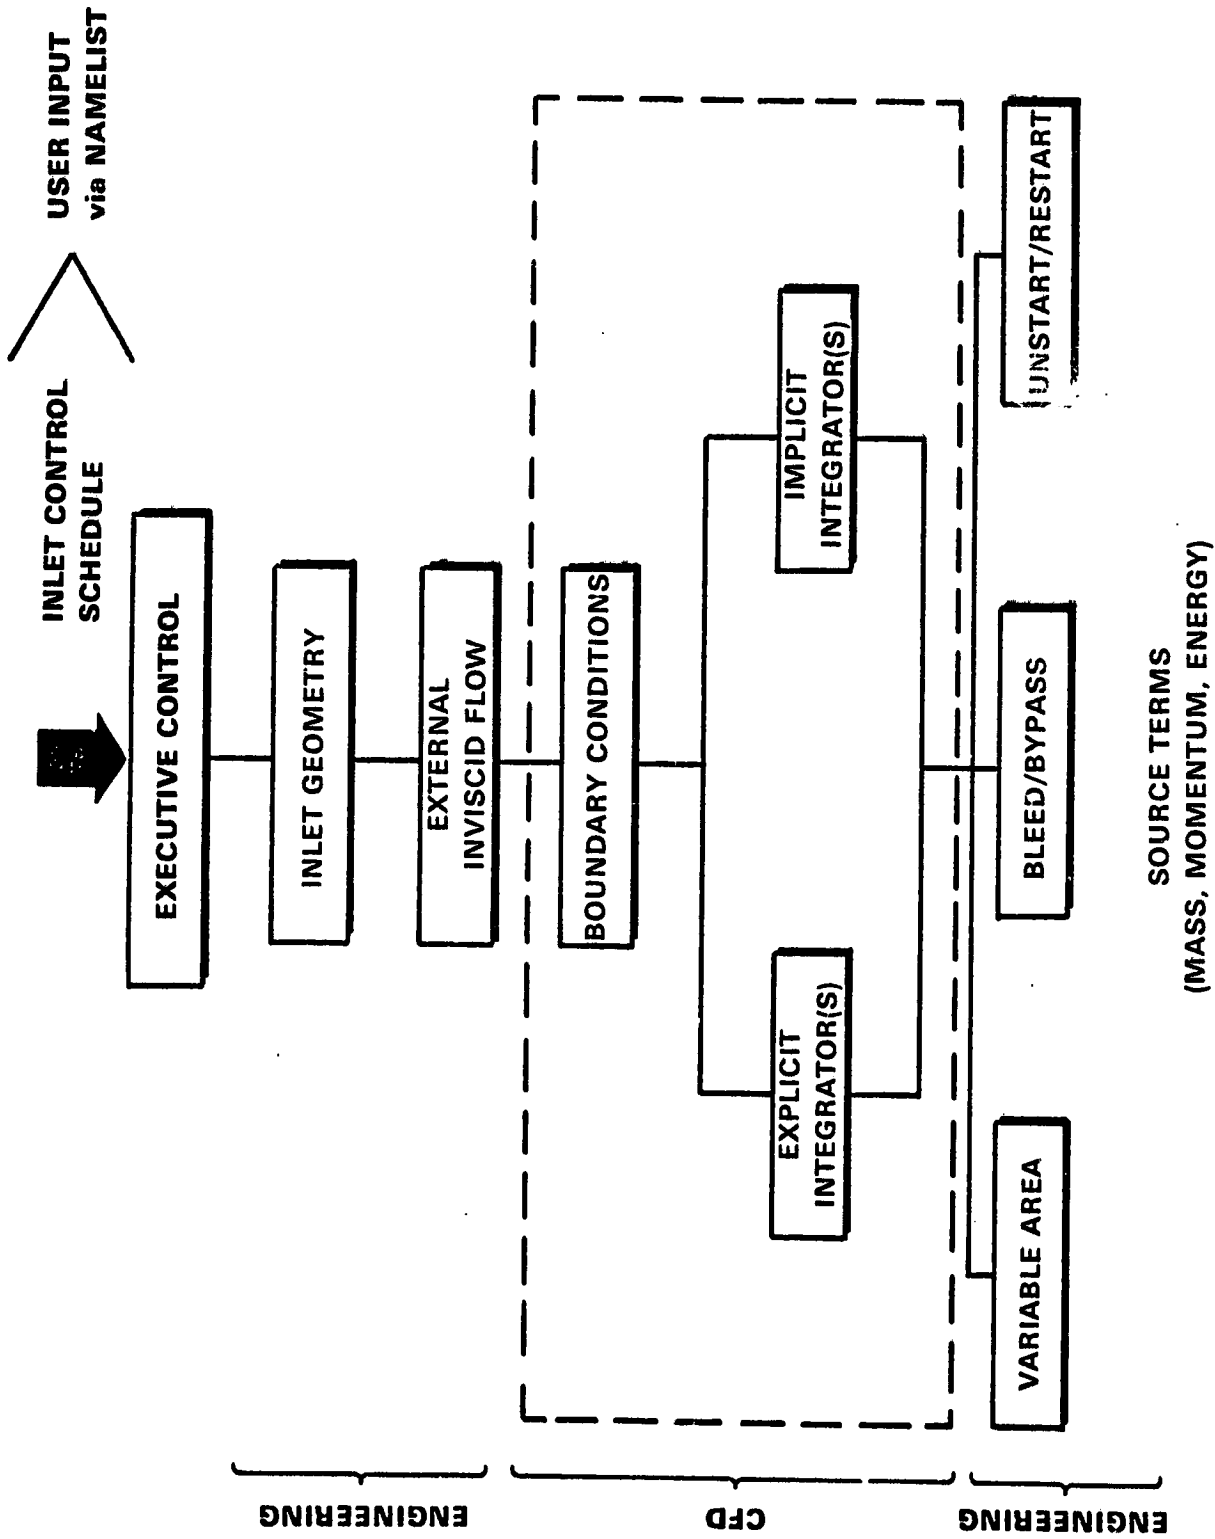 INLET CONTROL
SCHEDULE
USER INPUT
via NAMELIST
EXECUTIVE CONTROL
INLET GEOMETRY
EXTERNAL
INVISCID FLOW
BOUNDARY CONDITIONS
EXPLICIT
INTEGRATOR(S)
IMPLICIT
INTEGRATOR(S)
VARIABLE AREA
BLEED/BYPASS
UNSTART/RESTART
SOURCE TERMS
(MASS, MOMENTUM, ENERGY)
ENGINEERING
CFD
ENGINEERING